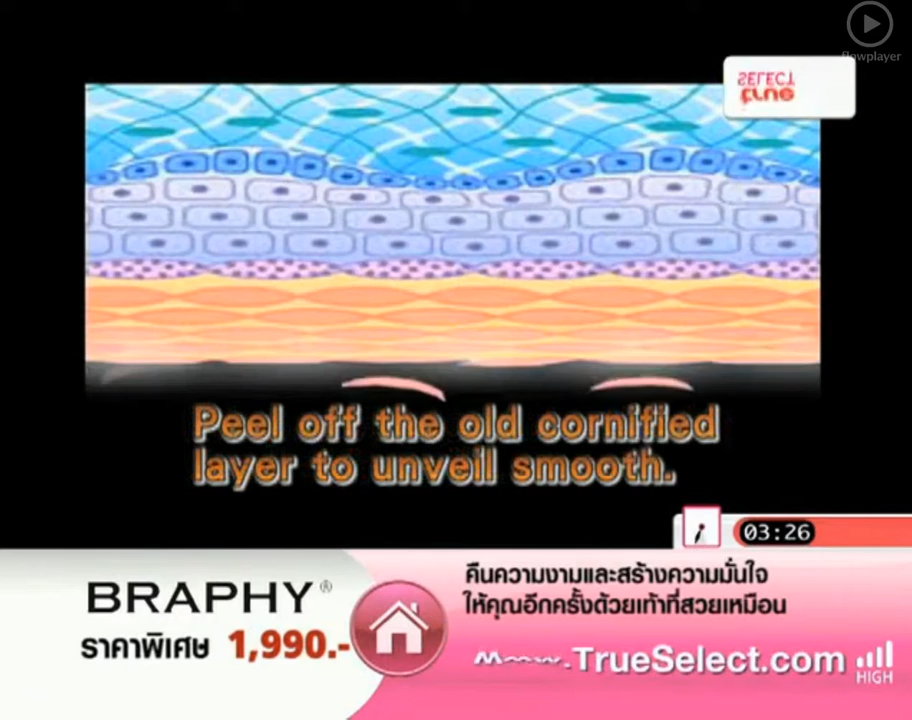 flowplayer
SELECT
Peel off the old cornified
layer to unveil smooth.
03:26
BRAPHY®
ราคาพิเศษ 1,990.-
คืนความงามและสร้างความมั่นใจ
ให้คุณอีกครั้งด้วยเท้าที่สวยเหมือน
.TrueSelect.com
HIGH